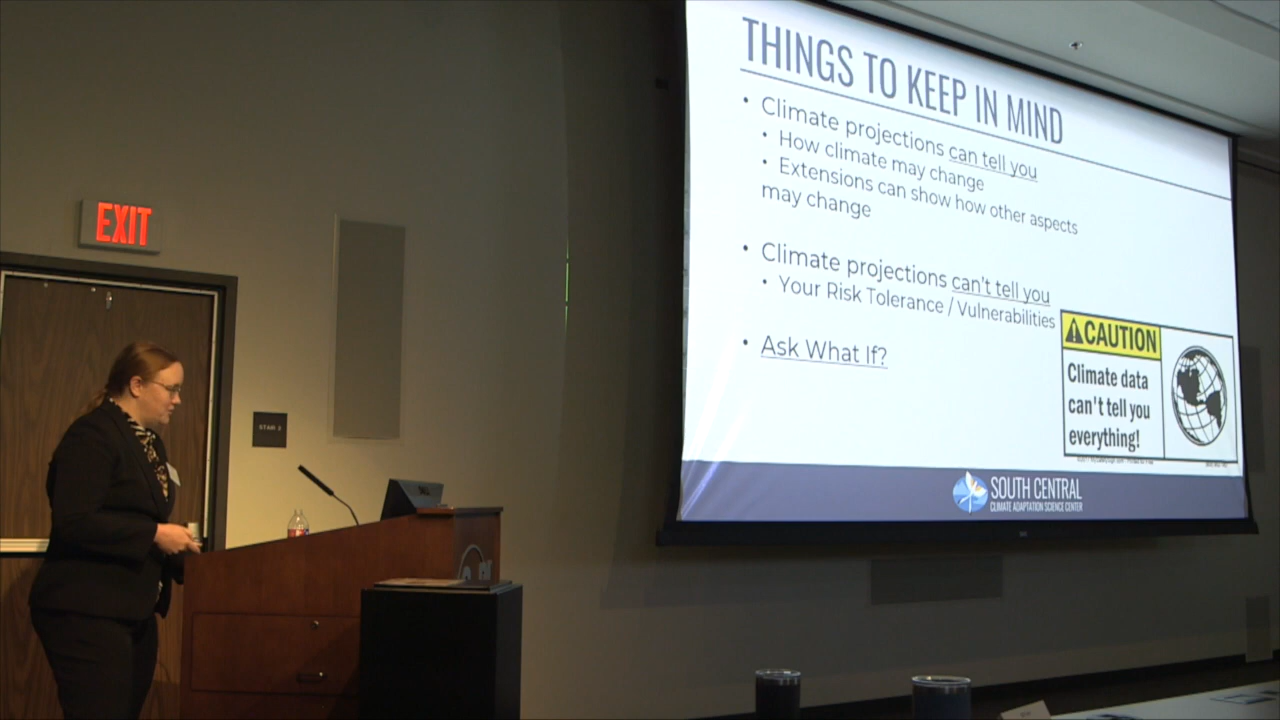 THINGS TO KEEP IN MIND
• Climate projections can tell you
• How climate may change
• Extensions can show how other aspects
may change
• Climate projections can't tell you
• Your Risk Tolerance / Vulnerabilities
• Ask What If?
CAUTION
Climate data
can't tell you
everything!
SOUTH CENTRAL
CLIMATE ADAPTATION SCIENCE CENTER
EXIT
STAIR 2